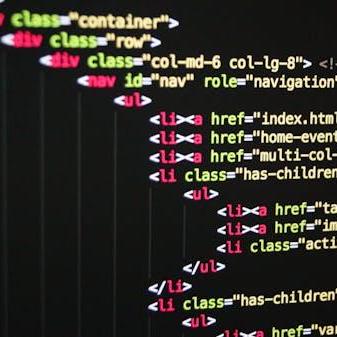 class="container">
<div class="row">
<div class="col-md-6 col-lg-8"> <!
<nav id="nav" role="navigation"
<ul>
<li><a href="index.html
<li><a href="home-event
<li><a href="multi-col-
<li class="has-children"
<ul>
<li><a href="ta
<li><a href="im
<li class="acti
</ul>
</li>
<li class="has-children"
<ul>
<li><a href="var